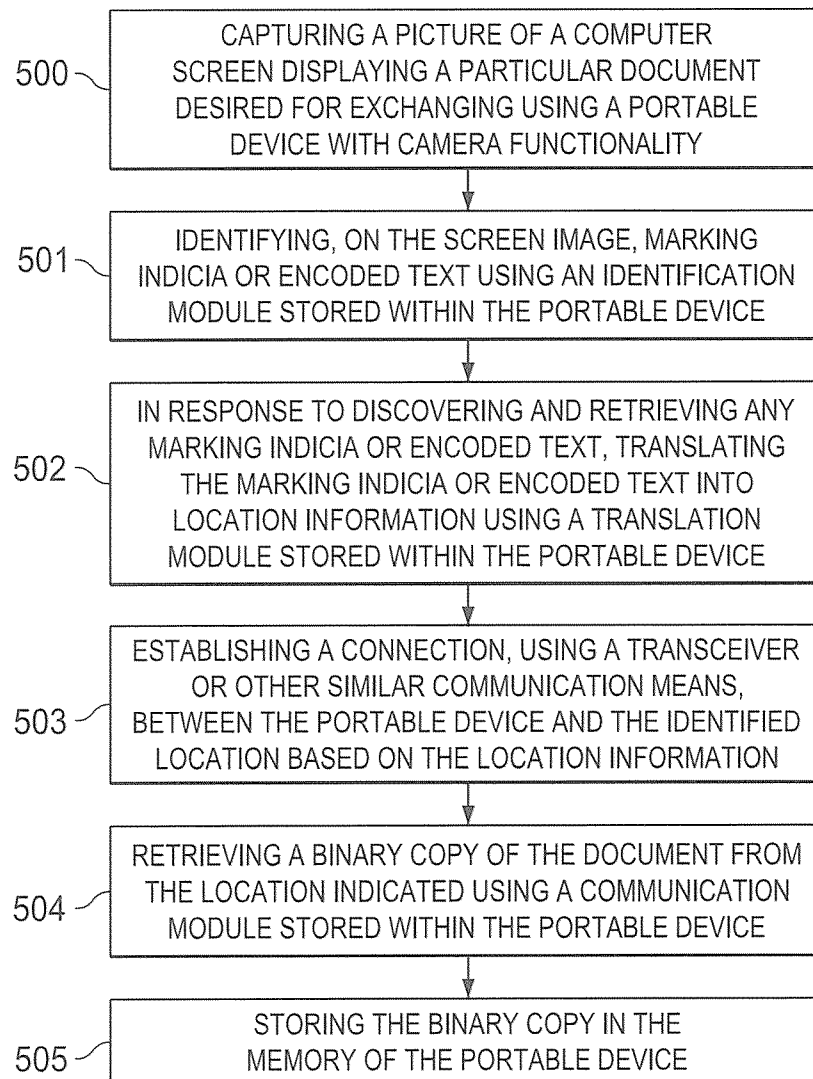 500
CAPTURING A PICTURE OF A COMPUTER
SCREEN DISPLAYING A PARTICULAR DOCUMENT
DESIRED FOR EXCHANGING USING A PORTABLE
DEVICE WITH CAMERA FUNCTIONALITY
501
IDENTIFYING, ON THE SCREEN IMAGE, MARKING
INDICIA OR ENCODED TEXT USING AN IDENTIFICATION
MODULE STORED WITHIN THE PORTABLE DEVICE
502
IN RESPONSE TO DISCOVERING AND RETRIEVING ANY
MARKING INDICIA OR ENCODED TEXT, TRANSLATING
THE MARKING INDICIA OR ENCODED TEXT INTO
LOCATION INFORMATION USING A TRANSLATION
MODULE STORED WITHIN THE PORTABLE DEVICE
503
ESTABLISHING A CONNECTION, USING A TRANSCEIVER
OR OTHER SIMILAR COMMUNICATION MEANS,
BETWEEN THE PORTABLE DEVICE AND THE IDENTIFIED
LOCATION BASED ON THE LOCATION INFORMATION
504
RETRIEVING A BINARY COPY OF THE DOCUMENT FROM
THE LOCATION INDICATED USING A COMMUNICATION
MODULE STORED WITHIN THE PORTABLE DEVICE
505
STORING THE BINARY COPY IN THE
MEMORY OF THE PORTABLE DEVICE